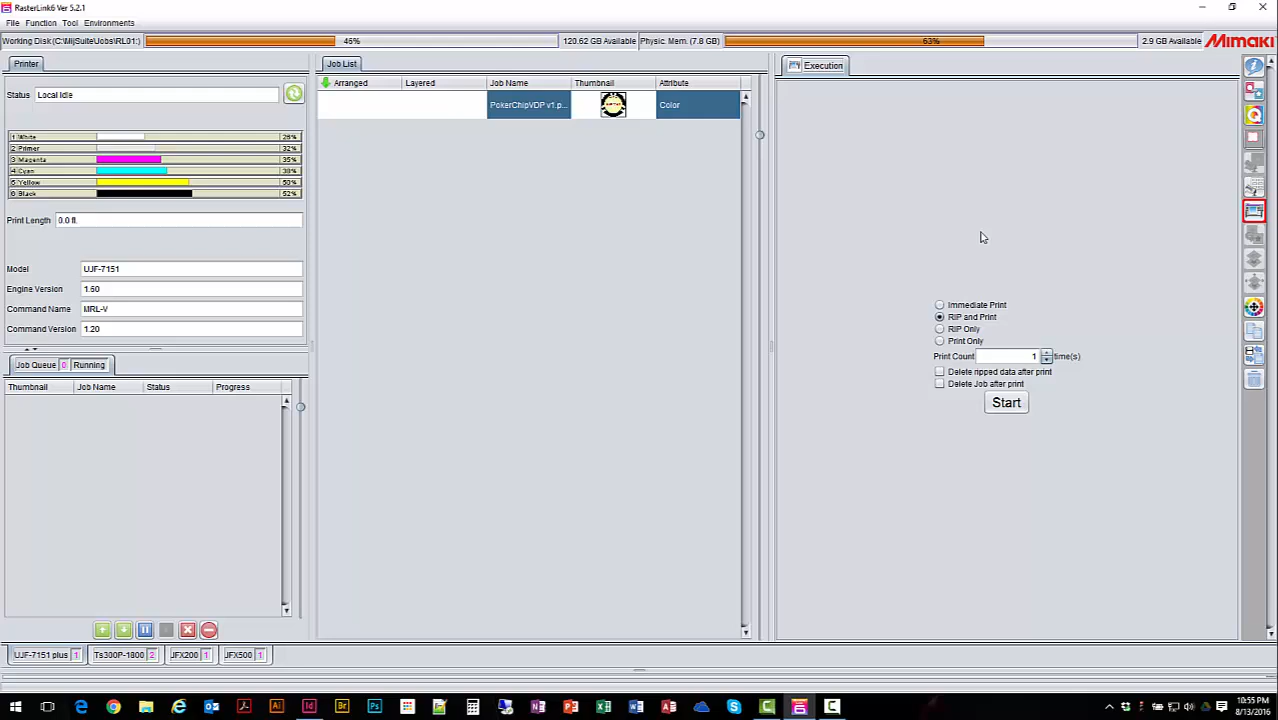 RasterLink6 Ver 5.2.1
File Function Tool Environments
Working Disk (C:\MijSuite\Jobs\RL01:) 46% 120.62 GB Available Physic. Mem. (7.8 GB) 63% 2.9 GB Available Mimaki
Printer
Status Local Idle
1 White 26%
2 Primer 32%
3 Magenta 35%
4 Cyan 38%
5 Yellow 50%
6 Black 52%
Print Length 0.0 ft.
Model UJF-7151
Engine Version 1.60
Command Name MRL-V
Command Version 1.20
Job Queue 0 Running
Thumbnail Job Name Status Progress
Job List
Arranged Layered Job Name Thumbnail Attribute
PokerChipVDP v1.p... Color
Execution
Immediate Print
RIP and Print
RIP Only
Print Only
Print Count 1 time(s)
Delete ripped data after print
Delete Job after print
Start
UJF-7151 plus 1 Ts300P-1800 2 JFX200 1 JFX500 1
10:55 PM
8/13/2016